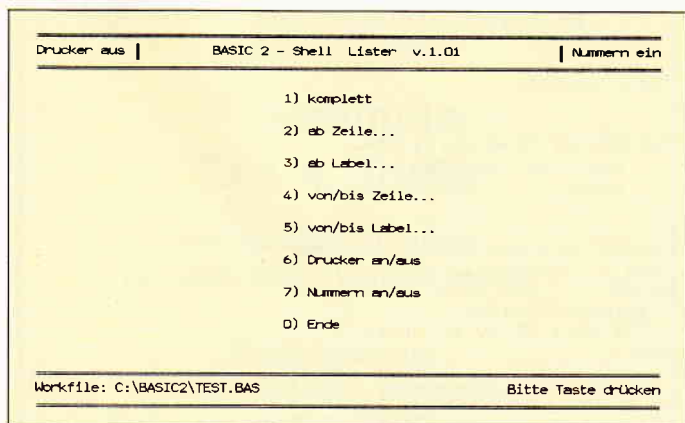 Drucker aus | BASIC 2 - Shell Lister v.1.01 | Nummern ein
1) komplett
2) ab Zeile...
3) ab Label...
4) von/bis Zeile...
5) von/bis Label...
6) Drucker an/aus
7) Nummern an/aus
0) Ende
Workfile: C:\BASIC2\TEST.BAS Bitte Taste drücken